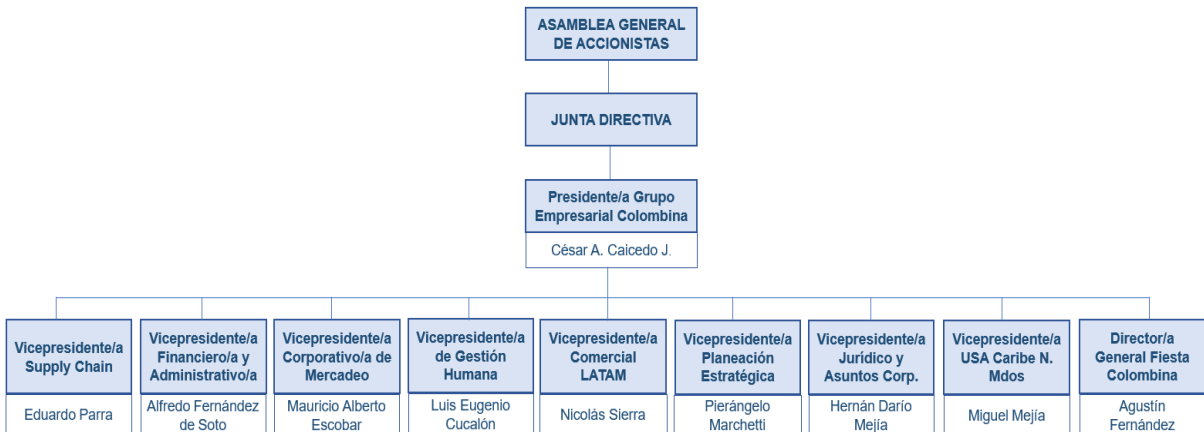 ASAMBLEA GENERAL
DE ACCIONISTAS
JUNTA DIRECTIVA
Presidente/a Grupo
Empresarial Colombina
César A. Caicedo J.
Vicepresidente/a
Supply Chain
Eduardo Parra
Vicepresidente/a
Financiero/a y
Administrativo/a
Alfredo Fernández
de Soto
Vicepresidente/a
Corporativo/a de
Mercadeo
Mauricio Alberto
Escobar
Vicepresidente/a
de Gestión
Humana
Luis Eugenio
Cucalón
Vicepresidente/a
Comercial
LATAM
Nicolás Sierra
Vicepresidente/a
Planeación
Estratégica
Pierángelo
Marchetti
Vicepresidente/a
Jurídico y
Asuntos Corp.
Hernán Darío
Mejía
Vicepresidente/a
USA Caribe N.
Mdos
Miguel Mejía
Director/a
General Fiesta
Colombina
Agustín
Fernández